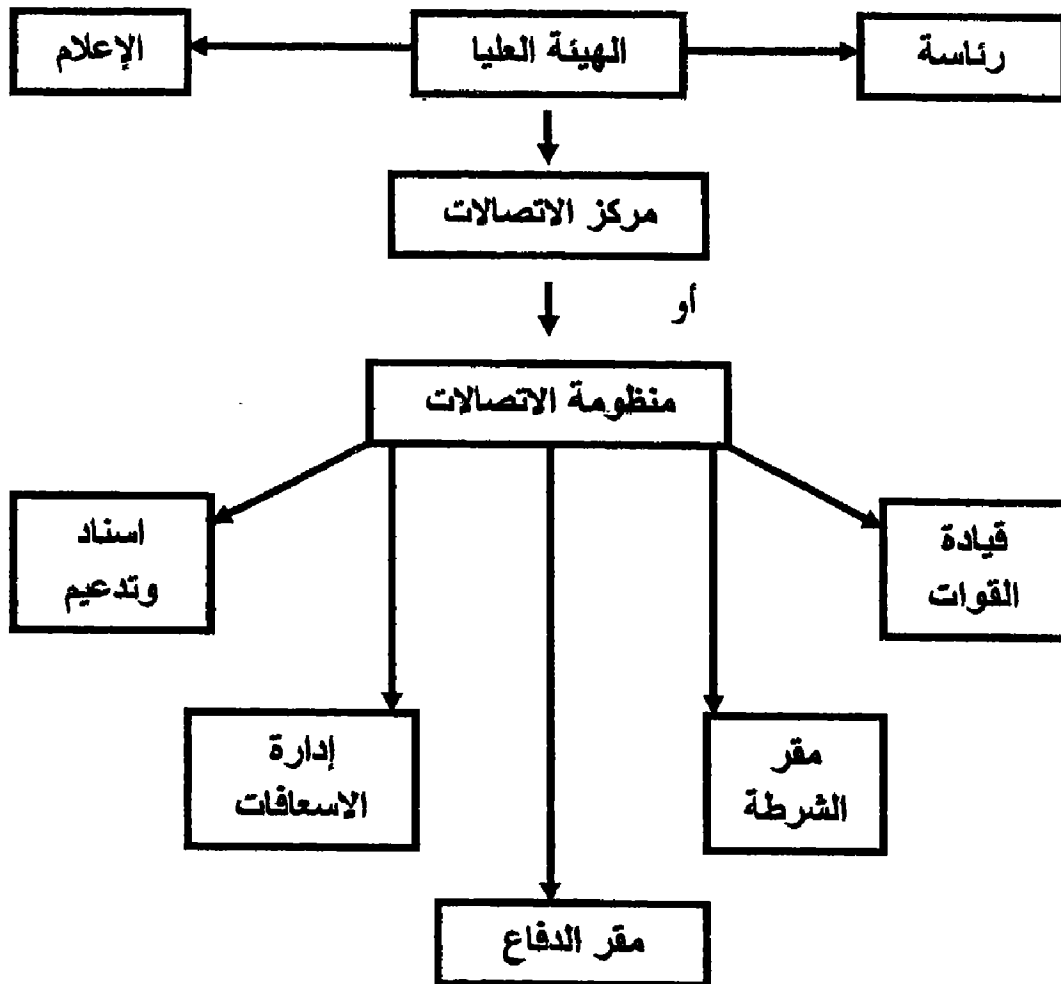 رئاسة
الهيئة العليا
الإعلام
مركز الاتصالات
أو
منظومة الاتصالات
قيادة
القوات
اسناد
وتدعيم
مقر
الشرطة
إدارة
الاسعافات
مقر الدفاع